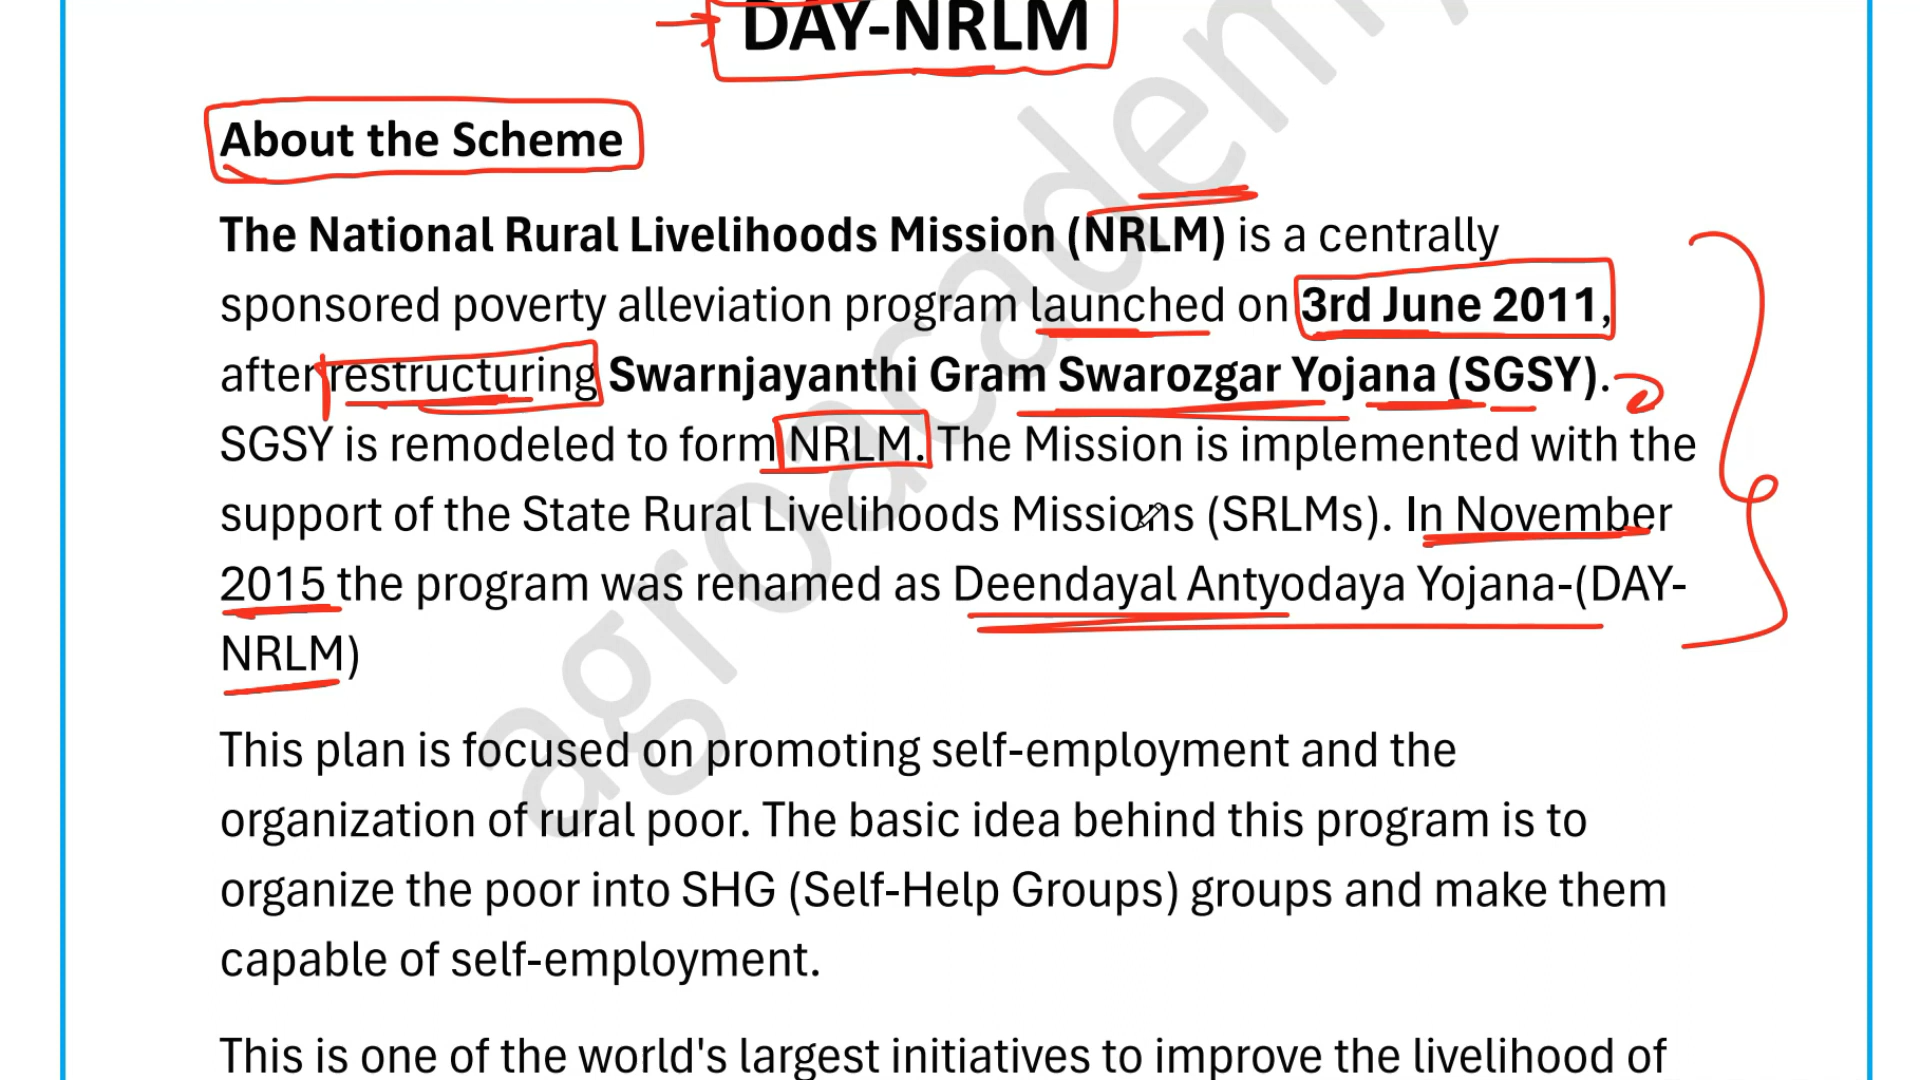 DAY-NRLM
About the Scheme
The National Rural Livelihoods Mission (NRLM) is a centrally
sponsored poverty alleviation program launched on 3rd June 2011,
after restructuring Swarnjayanthi Gram Swarozgar Yojana (SGSY).
SGSY is remodeled to form NRLM. The Mission is implemented with the
support of the State Rural Livelihoods Missions (SRLMs). In November
2015 the program was renamed as Deendayal Antyodaya Yojana-(DAY-
NRLM)
This plan is focused on promoting self-employment and the
organization of rural poor. The basic idea behind this program is to
organize the poor into SHG (Self-Help Groups) groups and make them
capable of self-employment.
This is one of the world's largest initiatives to improve the livelihood of
agroacademy